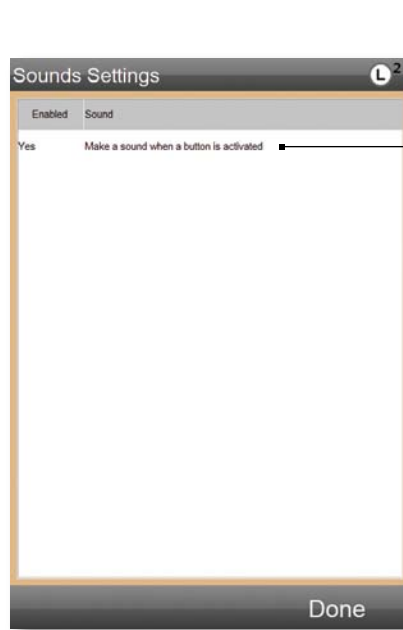 Sounds Settings L 2
Enabled Sound
Yes Make a sound when a button is activated
Done